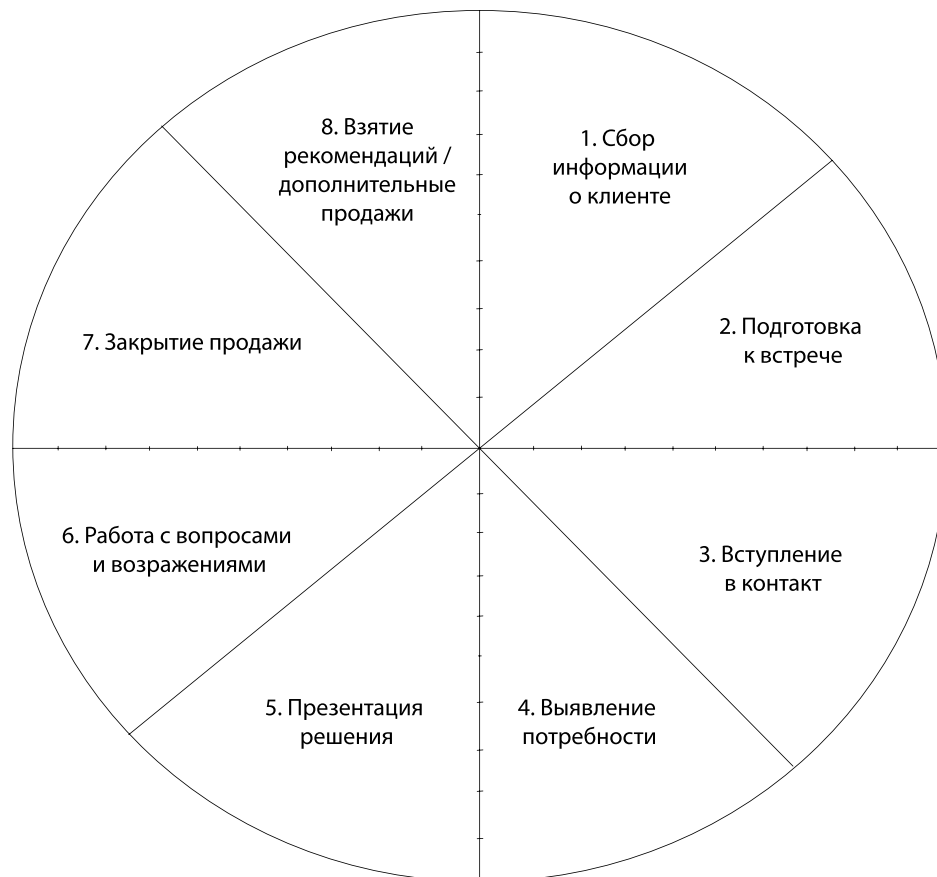 1. Сбор
информации
о клиенте
2. Подготовка
к встрече
3. Вступление
в контакт
4. Выявление
потребности
5. Презентация
решения
6. Работа с вопросами
и возражениями
7. Закрытие продажи
8. Взятие
рекомендаций /
дополнительные
продажи